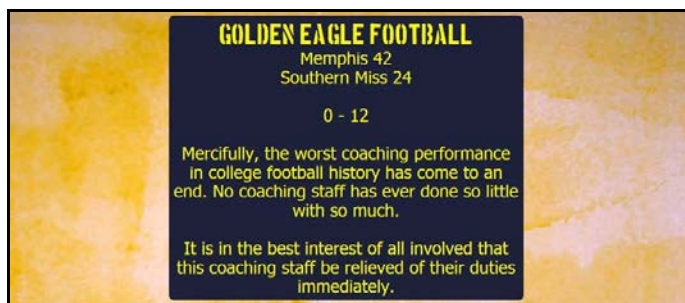 GOLDEN EAGLE FOOTBALL
Memphis 42
Southern Miss 24
0 - 12
Mercifully, the worst coaching performance
in college football history has come to an
end. No coaching staff has ever done so little
with so much.
It is in the best interest of all involved that
this coaching staff be relieved of their duties
immediately.